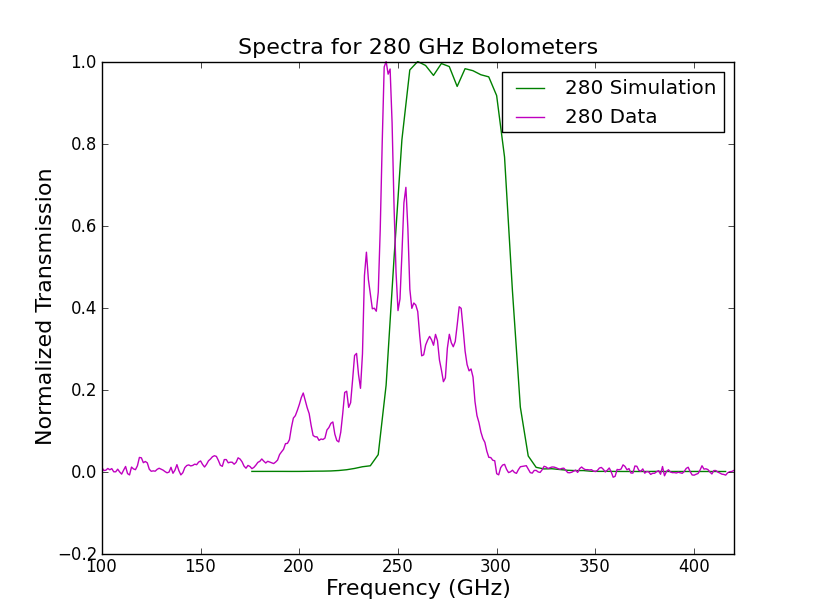 Spectra for 280 GHz Bolometers
280 Simulation
280 Data
Normalized Transmission
1.0
0.8
0.6
0.4
0.2
0.0
−0.2
100 150 200 250 300 350 400
Frequency (GHz)